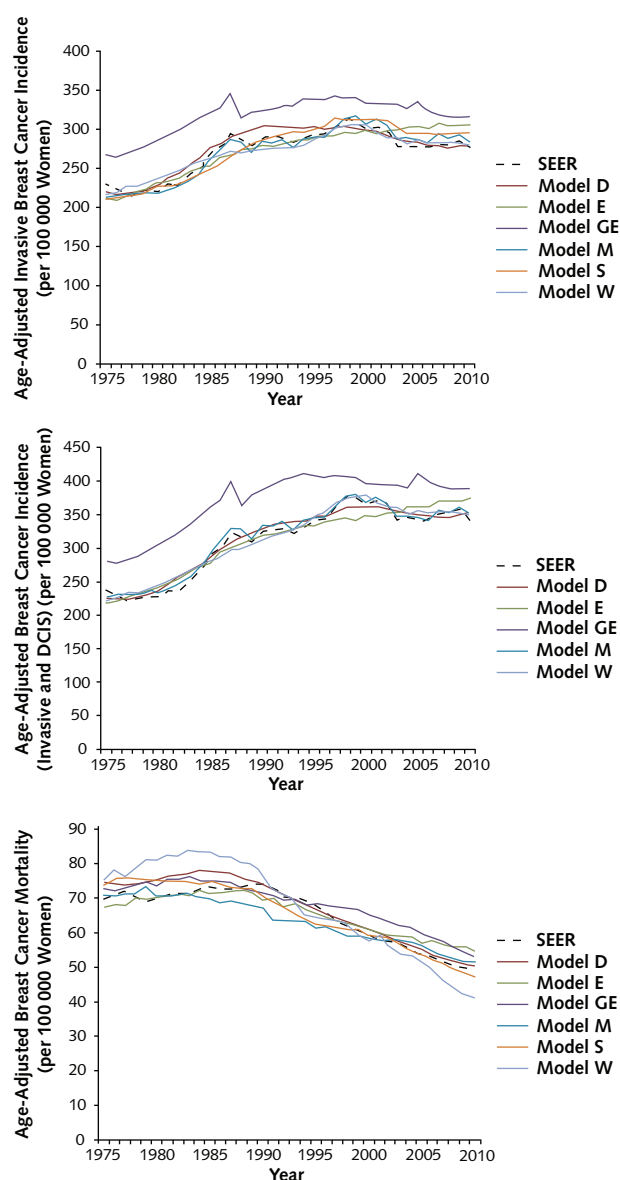 Age-Adjusted Invasive Breast Cancer Incidence
(per 100 000 Women)
400
350
300
250
200
150
100
50
0
1975 1980 1985 1990 1995 2000 2005 2010
Year
SEER
Model D
Model E
Model GE
Model M
Model S
Model W
Age-Adjusted Breast Cancer Incidence
(Invasive and DCIS) (per 100 000 Women)
450
400
350
300
250
200
150
100
50
0
1975 1980 1985 1990 1995 2000 2005 2010
Year
SEER
Model D
Model E
Model GE
Model M
Model W
Age-Adjusted Breast Cancer Mortality
(per 100 000 Women)
90
80
70
60
50
40
30
20
10
0
1975 1980 1985 1990 1995 2000 2005 2010
Year
SEER
Model D
Model E
Model GE
Model M
Model S
Model W